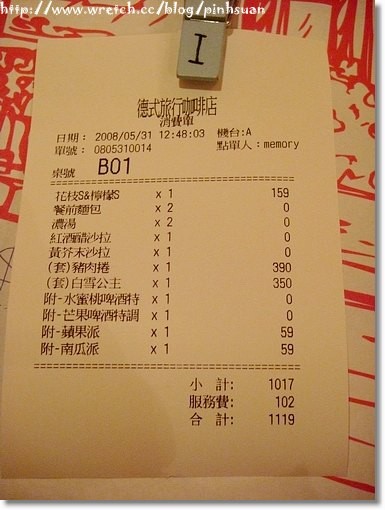 http://www.wretch.cc/blog/pinhsuan
I
德式旅行咖啡店
消費單
日期: 2008/05/31 12:48:03 機台:A
單號: 0805310014 點單人:memory
桌號 B01
花枝S&檸檬S x 1 159
餐前麵包 x 2 0
濃湯 x 2 0
紅酒醋沙拉 x 1 0
黃芥末沙拉 x 1 0
(套)豬肉捲 x 1 390
(套)白雪公主 x 1 350
附-水蜜桃啤酒特 x 1 0
附-芒果啤酒特調 x 1 0
附-蘋果派 x 1 59
附-南瓜派 x 1 59
小 計: 1017
服務費: 102
合 計: 1119